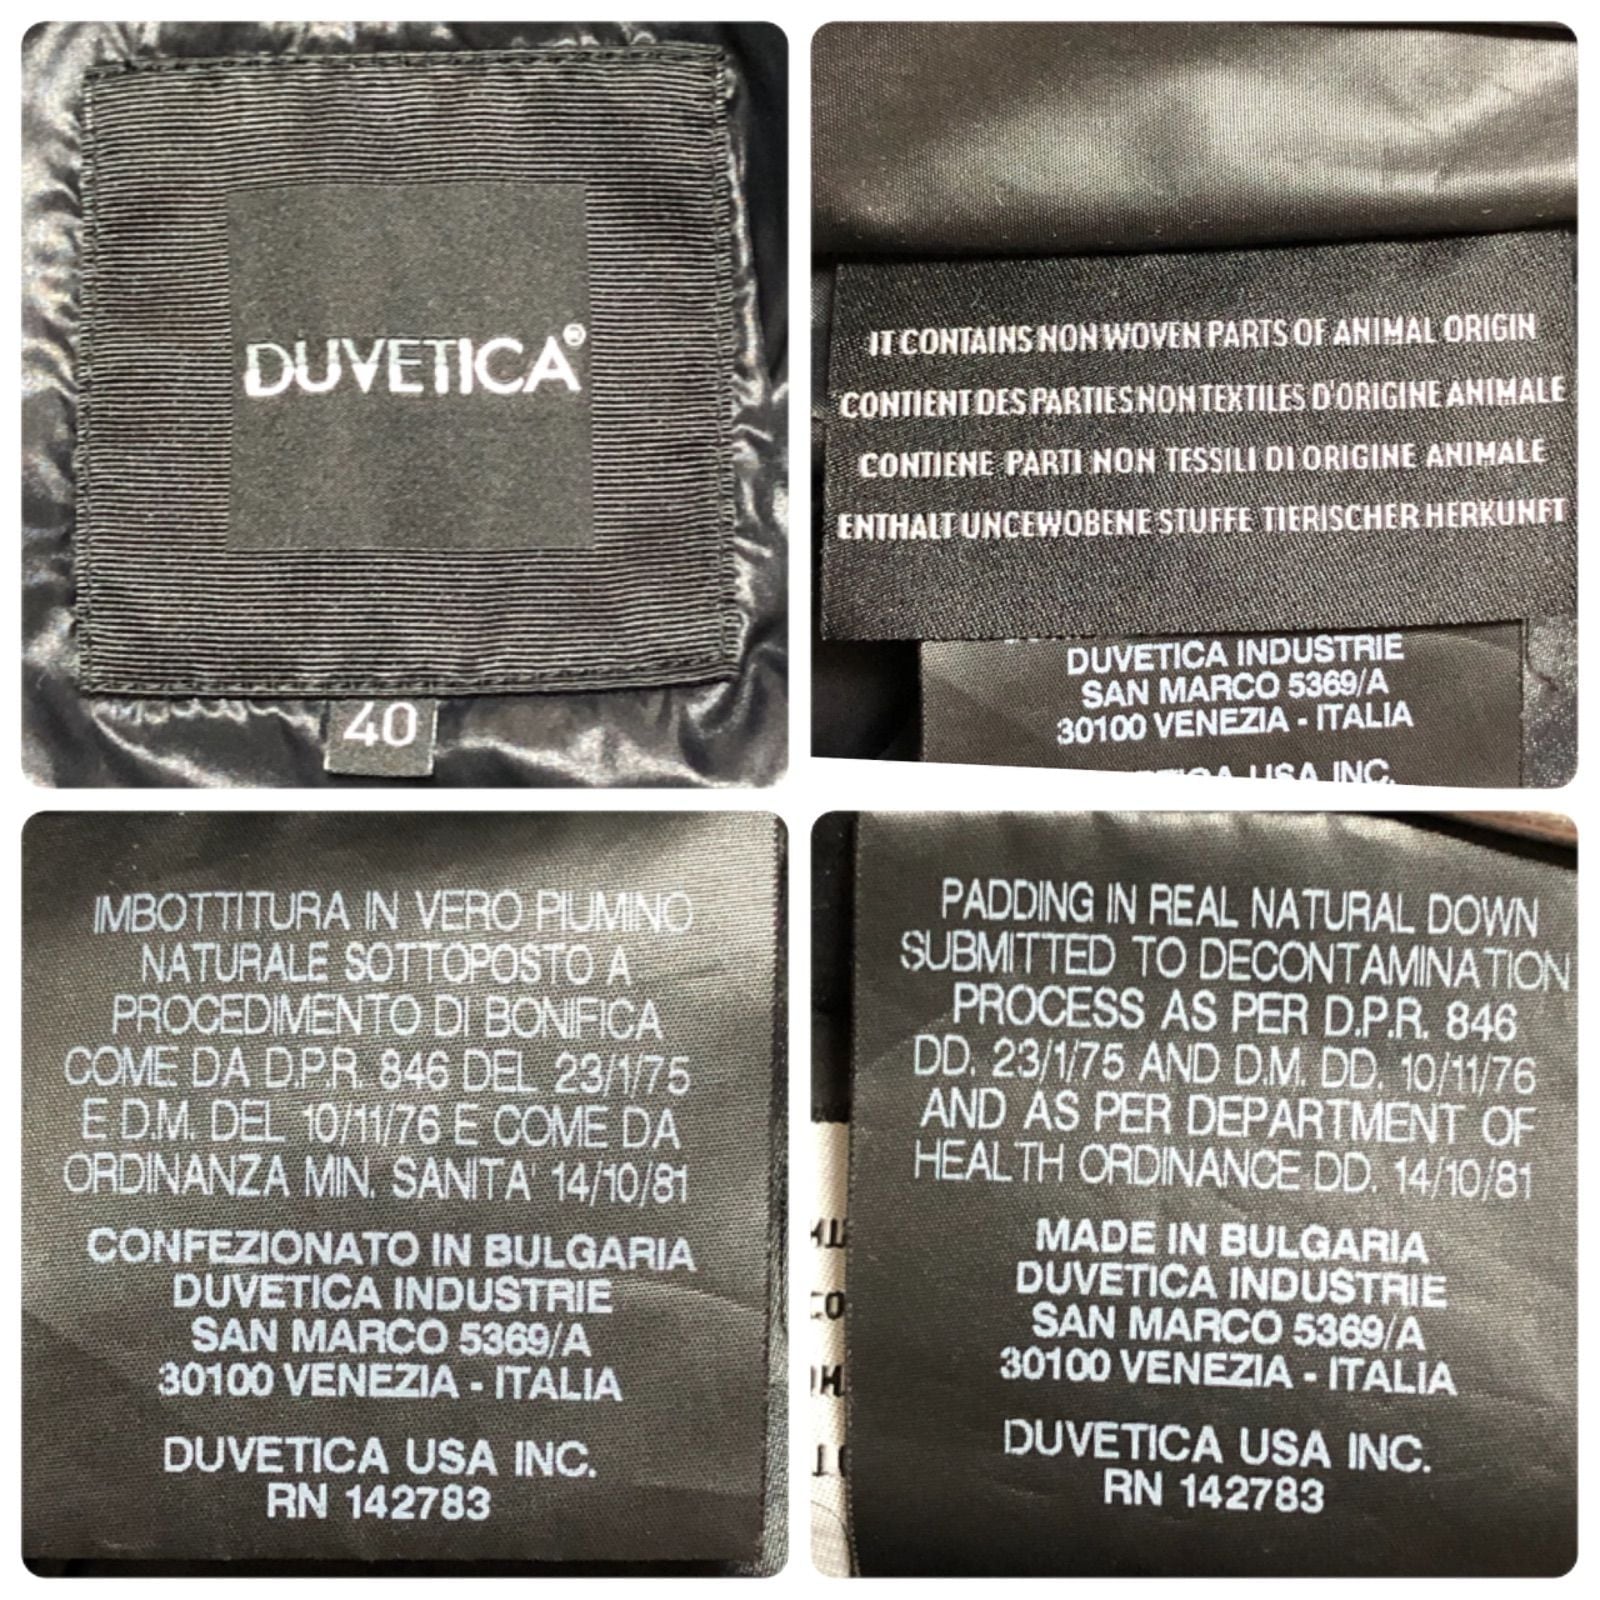 DUVETICA®
40
IT CONTAINS NON WOVEN PARTS OF ANIMAL ORIGIN
CONTIENT DES PARTIES NON TEXTILES D'ORIGINE ANIMALE
CONTIENE PARTI NON TESSILI DI ORIGINE ANIMALE
ENTHALT UNCEWOBENE STUFFE TIERISCHER HERKUNFT
DUVETICA INDUSTRIE
SAN MARCO 5369/A
30100 VENEZIA - ITALIA
USA INC.
IMBOTTITURA IN VERO PIUMINO
NATURALE SOTTOPOSTO A
PROCEDIMENTO DI BONIFICA
COME DA D.P.R. 846 DEL 23/1/75
E D.M. DEL 10/11/76 E COME DA
ORDINANZA MIN. SANITA' 14/10/81
CONFEZIONATO IN BULGARIA
DUVETICA INDUSTRIE
SAN MARCO 5369/A
30100 VENEZIA - ITALIA
DUVETICA USA INC.
RN 142783
PADDING IN REAL NATURAL DOWN
SUBMITTED TO DECONTAMINATION
PROCESS AS PER D.P.R. 846
DD. 23/1/75 AND D.M. DD. 10/11/76
AND AS PER DEPARTMENT OF
HEALTH ORDINANCE DD. 14/10/81
MADE IN BULGARIA
DUVETICA INDUSTRIE
SAN MARCO 5369/A
30100 VENEZIA - ITALIA
DUVETICA USA INC.
RN 142783